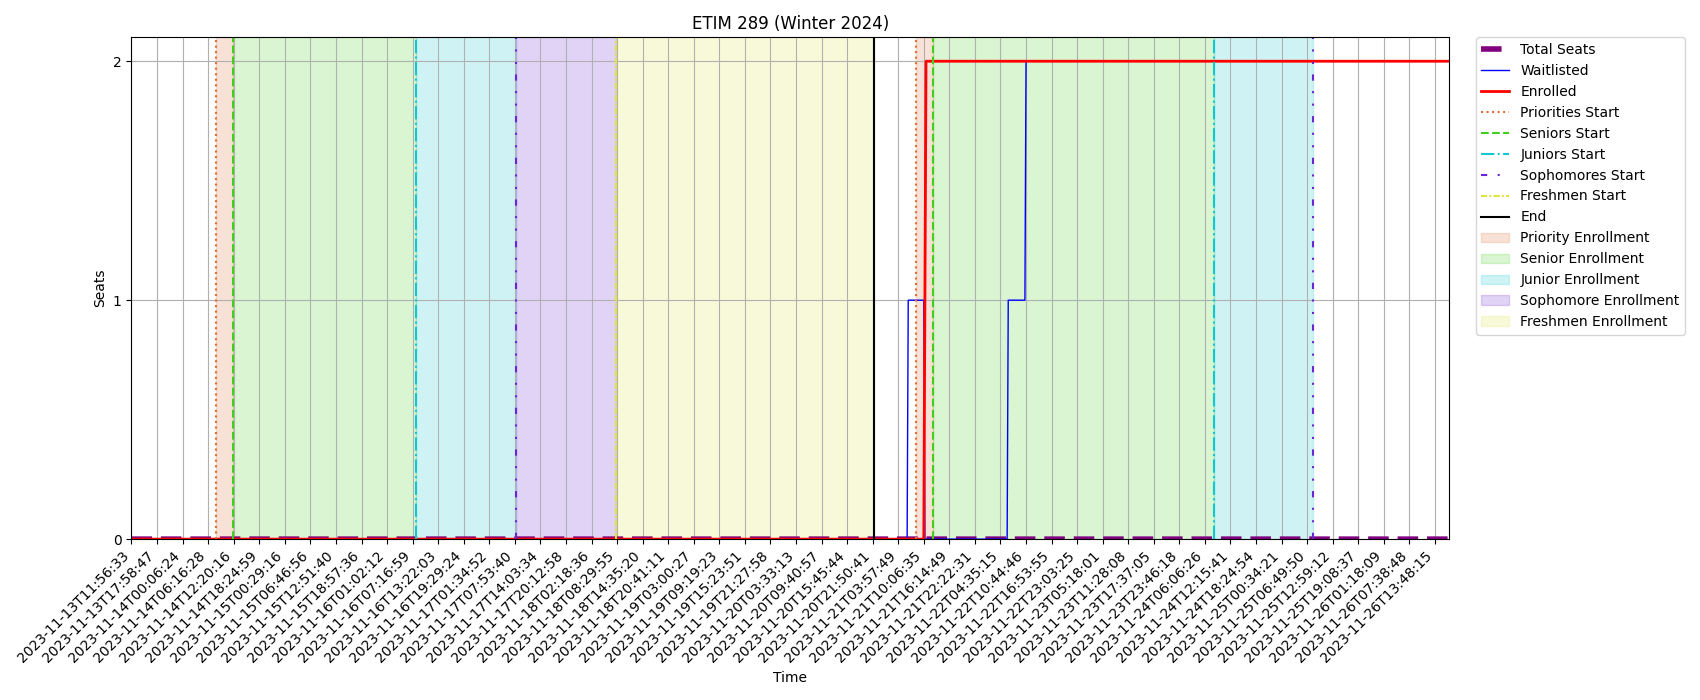 ETIM 289 (Winter 2024)
Seats
2
1
0
Total Seats
Waitlisted
Enrolled
Priorities Start
Seniors Start
Juniors Start
Sophomores Start
Freshmen Start
End
Priority Enrollment
Senior Enrollment
Junior Enrollment
Sophomore Enrollment
Freshmen Enrollment
2023-11-13T11:56:33
2023-11-13T17:58:47
2023-11-14T00:06:24
2023-11-14T06:16:28
2023-11-14T12:20:16
2023-11-14T18:24:59
2023-11-15T00:29:16
2023-11-15T06:46:56
2023-11-15T12:51:40
2023-11-15T18:57:36
2023-11-16T01:02:12
2023-11-16T07:16:59
2023-11-16T13:22:03
2023-11-16T19:29:24
2023-11-17T01:34:52
2023-11-17T07:53:40
2023-11-17T14:03:34
2023-11-17T20:12:58
2023-11-18T02:18:36
2023-11-18T08:29:55
2023-11-18T14:35:20
2023-11-18T20:41:11
2023-11-19T03:00:27
2023-11-19T09:19:23
2023-11-19T15:23:51
2023-11-19T21:27:58
2023-11-20T03:33:13
2023-11-20T09:40:57
2023-11-20T15:45:44
2023-11-20T21:50:41
2023-11-21T03:57:49
2023-11-21T10:06:35
2023-11-21T16:14:49
2023-11-21T22:22:31
2023-11-22T04:35:15
2023-11-22T10:44:46
2023-11-22T16:53:55
2023-11-22T23:03:25
2023-11-23T05:18:01
2023-11-23T11:28:08
2023-11-23T17:37:05
2023-11-23T23:46:18
2023-11-24T06:06:26
2023-11-24T12:15:41
2023-11-24T18:24:54
2023-11-25T00:34:21
2023-11-25T06:49:50
2023-11-25T12:59:12
2023-11-25T19:08:37
2023-11-26T01:18:09
2023-11-26T07:38:48
2023-11-26T13:48:15
Time